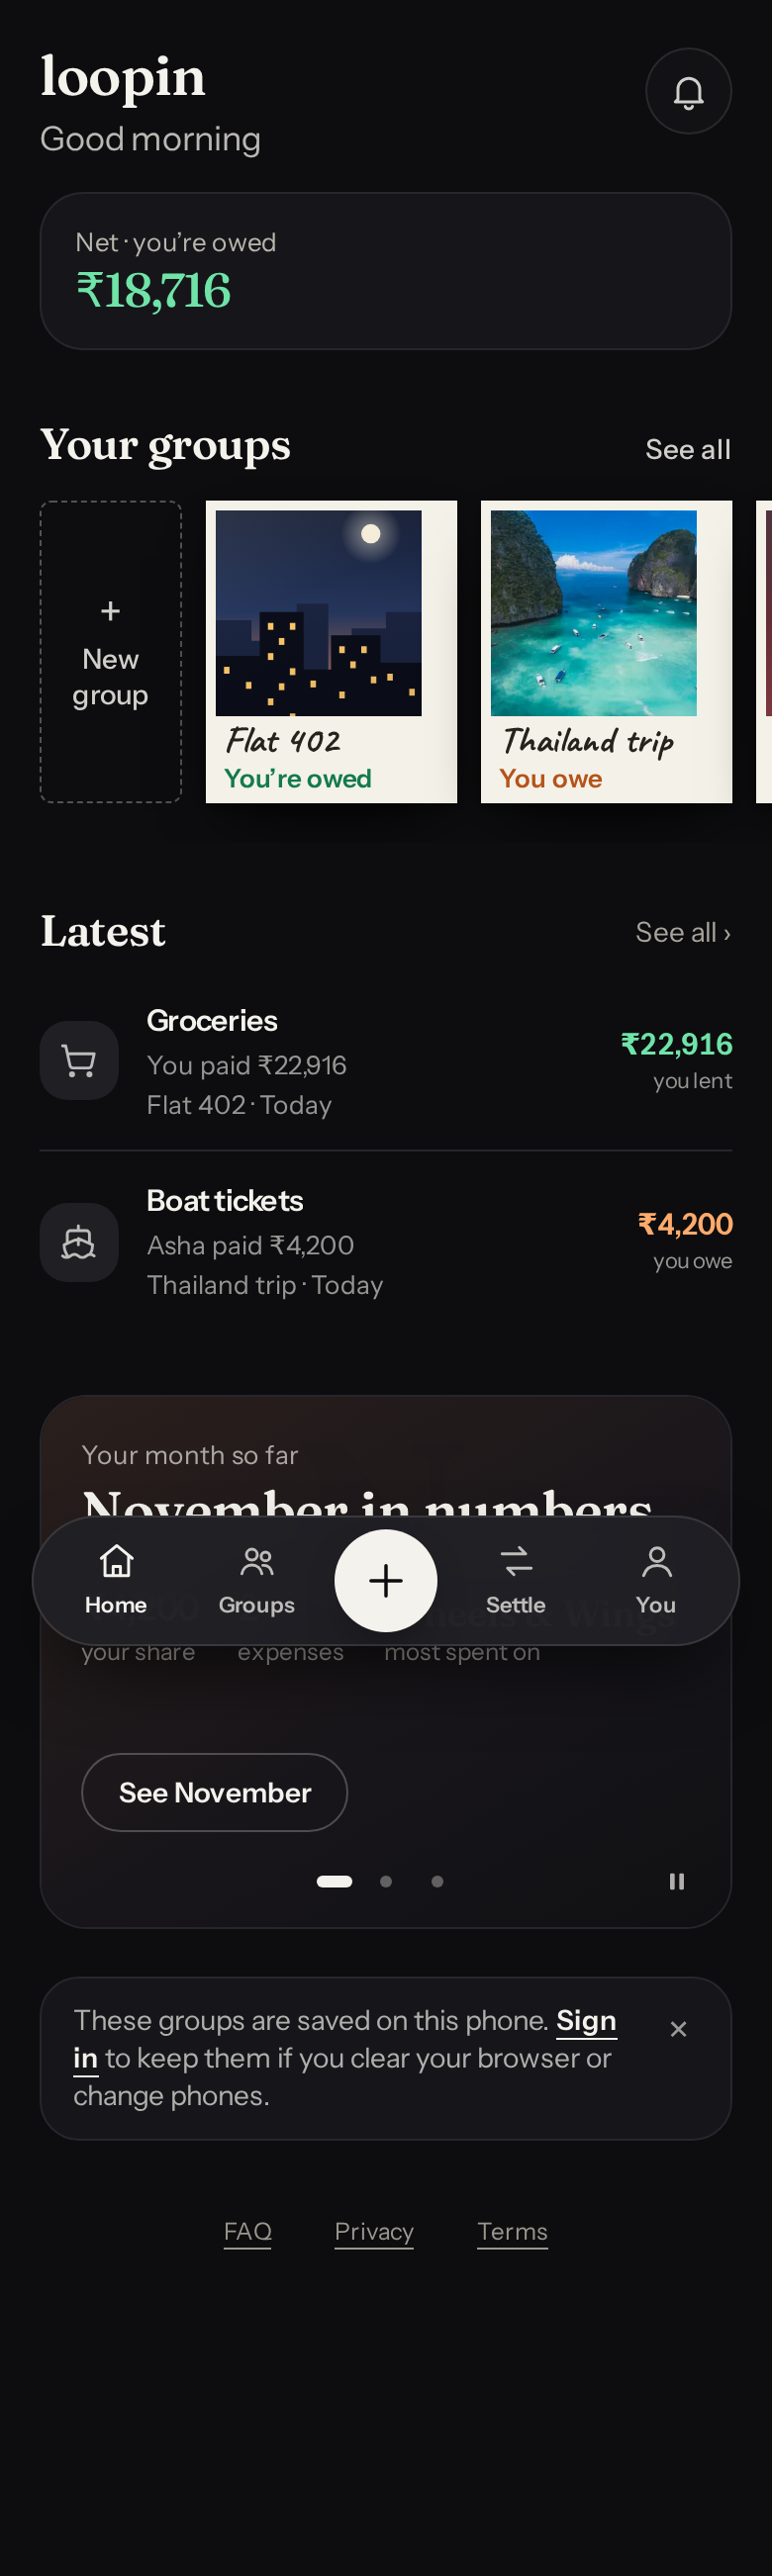 loopin
Good morning
Net · you’re owed
₹18,716
Your groups
See all
+
New
group
Flat 402
You’re owed
Thailand trip
You owe
Latest
See all ›
Groceries
You paid ₹22,916
Flat 402 · Today
₹22,916
you lent
Boat tickets
Asha paid ₹4,200
Thailand trip · Today
₹4,200
you owe
Your month so far
November in numbers
Home
Groups
Settle
You
your share
expenses
most spent on
See November
These groups are saved on this phone. Sign
in to keep them if you clear your browser or
change phones.
FAQ
Privacy
Terms